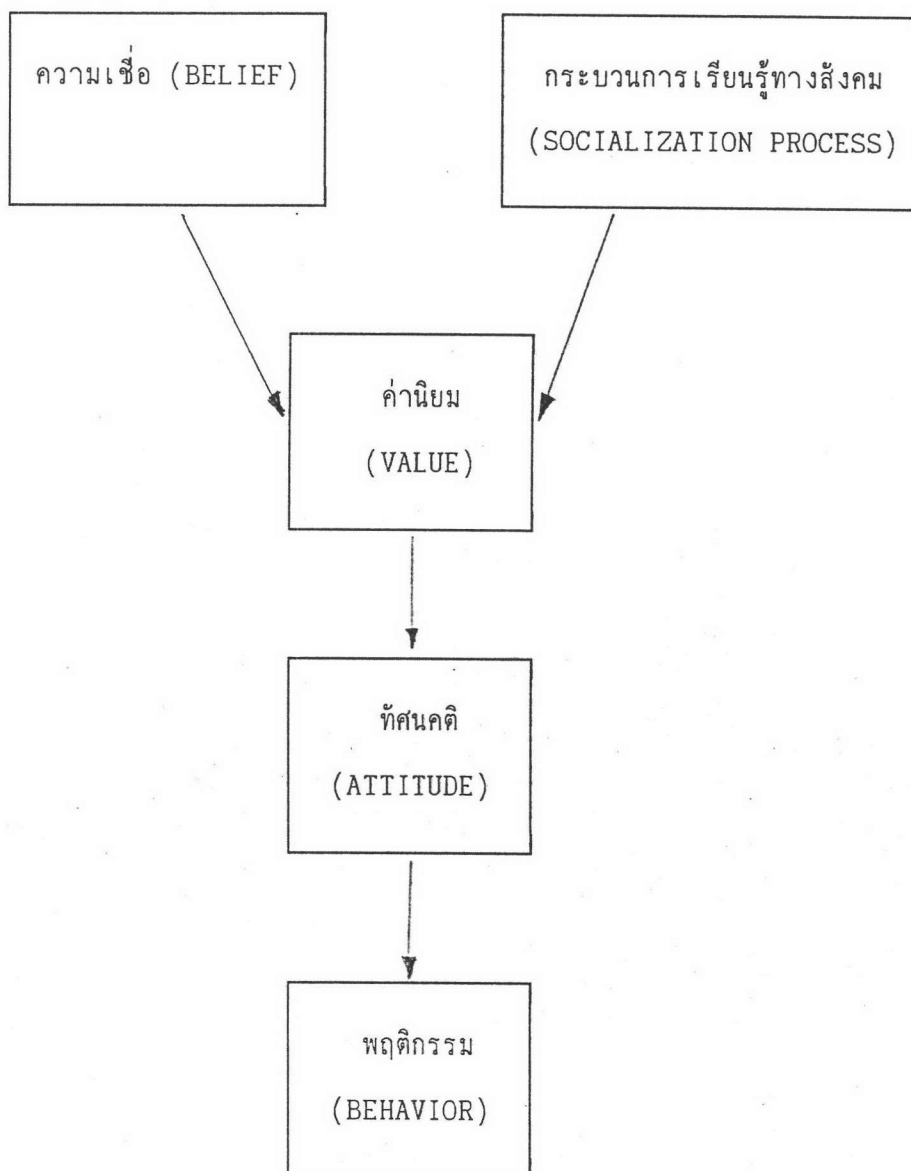 ความเชื่อ (BELIEF)
กระบวนการเรียนรู้ทางสังคม
(SOCIALIZATION PROCESS)
ค่านิยม
(VALUE)
ทัศนคติ
(ATTITUDE)
พฤติกรรม
(BEHAVIOR)